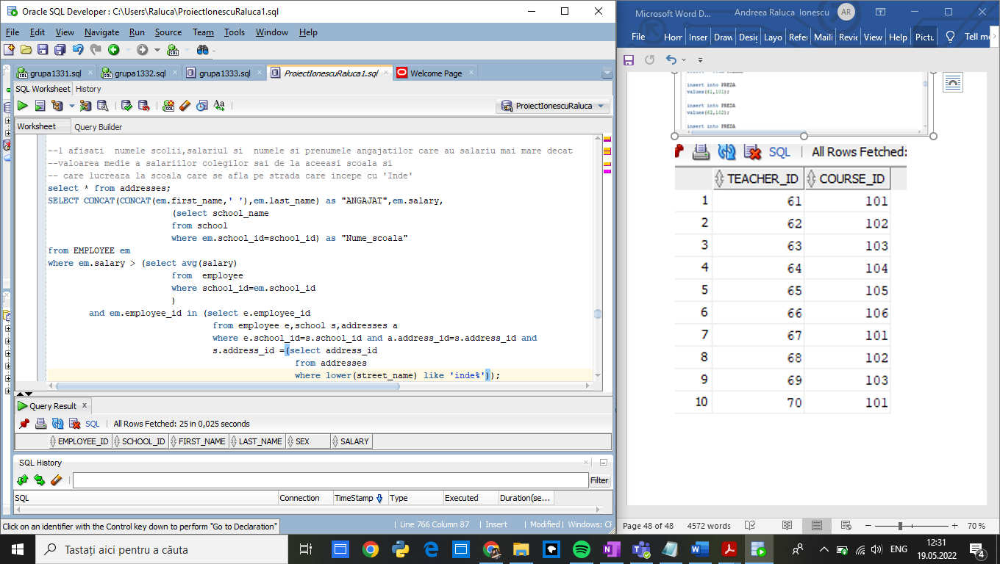 Oracle SQL Developer : C:\Users\Raluca\ProiectIonescuRaluca1.sql
File Edit View Navigate Run Source Team Tools Window Help
grupa1331.sql grupa1332.sql grupa1333.sql ProiectIonescuRaluca1.sql Welcome Page
SQL Worksheet History
ProiectIonescuRaluca
Worksheet Query Builder
--1 afisati  numele scolii,salariul si  numele si prenumele angajatilor care au salariu mai mare decat
--valoarea medie a salariilor colegilor sai de la aceeasi scoala si
-- care lucreaza la scoala care se afla pe strada care incepe cu 'Inde'
select * from addresses;
SELECT CONCAT(CONCAT(em.first_name,' '),em.last_name) as "ANGAJAT",em.salary,
(select school_name
from school
where em.school_id=school_id) as "Nume_scoala"
from EMPLOYEE em
where em.salary > (select avg(salary)
from  employee
where school_id=em.school_id
)
and em.employee_id in (select e.employee_id
from employee e,school s,addresses a
where e.school_id=s.school_id and a.address_id=s.address_id and
s.address_id =(select address_id
from addresses
where lower(street_name) like 'inde%'));
Query Result x
SQL | All Rows Fetched: 25 in 0,025 seconds
EMPLOYEE_ID SCHOOL_ID FIRST_NAME LAST_NAME SEX SALARY
SQL History
Filter
SQL Connection TimeStamp Type Executed Duration(se...
Click on an identifier with the Control key down to perform "Go to Declaration"
| Line 766 Column 87 | Insert | Modified | Windows: CF
Microsoft Word D... Andreea Raluca Ionescu AR
File Hom Inser Draw Desig Layo Refer Maili Revie View Help Pictu Tell me
insert into PREDA
values(61,101);
insert into PREDA
values(62,102);
insert into PREDA
SQL | All Rows Fetched:
TEACHER_ID COURSE_ID
1 61 101
2 62 102
3 63 103
4 64 104
5 65 105
6 66 106
7 67 101
8 68 102
9 69 103
10 70 101
Page 48 of 48 4572 words 70 %
Tastați aici pentru a căuta
ENG
12:31
19.05.2022
4